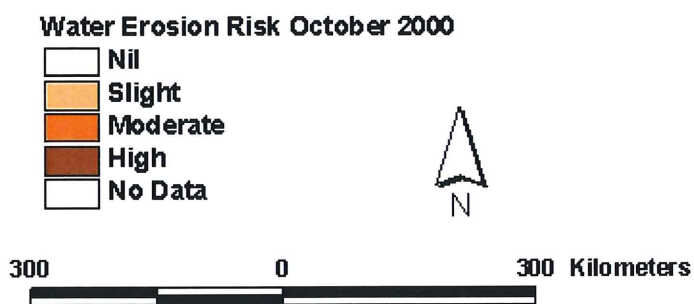 Water Erosion Risk October 2000
Nil
Slight
Moderate
High
No Data
N
300 0 300 Kilometers